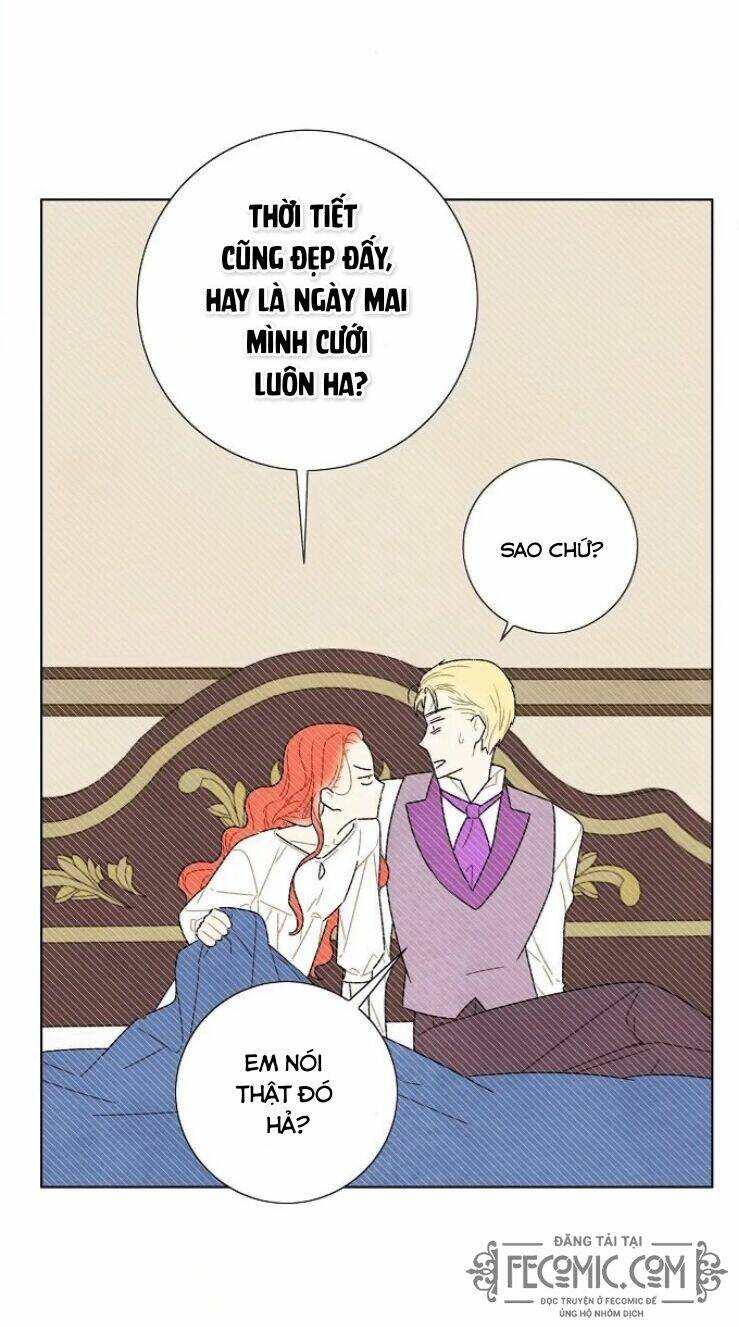 THỜI TIẾT
CŨNG ĐẸP ĐẤY,
HAY LÀ NGÀY MAI
MÌNH CƯỚI
LUÔN HA?
SAO CHỨ?
EM NÓI
THẬT ĐÓ
HẢ?
ĐĂNG TẢI TẠI
FECOMIC.COM
ĐỌC TRUYỆN Ở FECOMIC ĐỂ
ỦNG HỘ NHÓM DỊCH